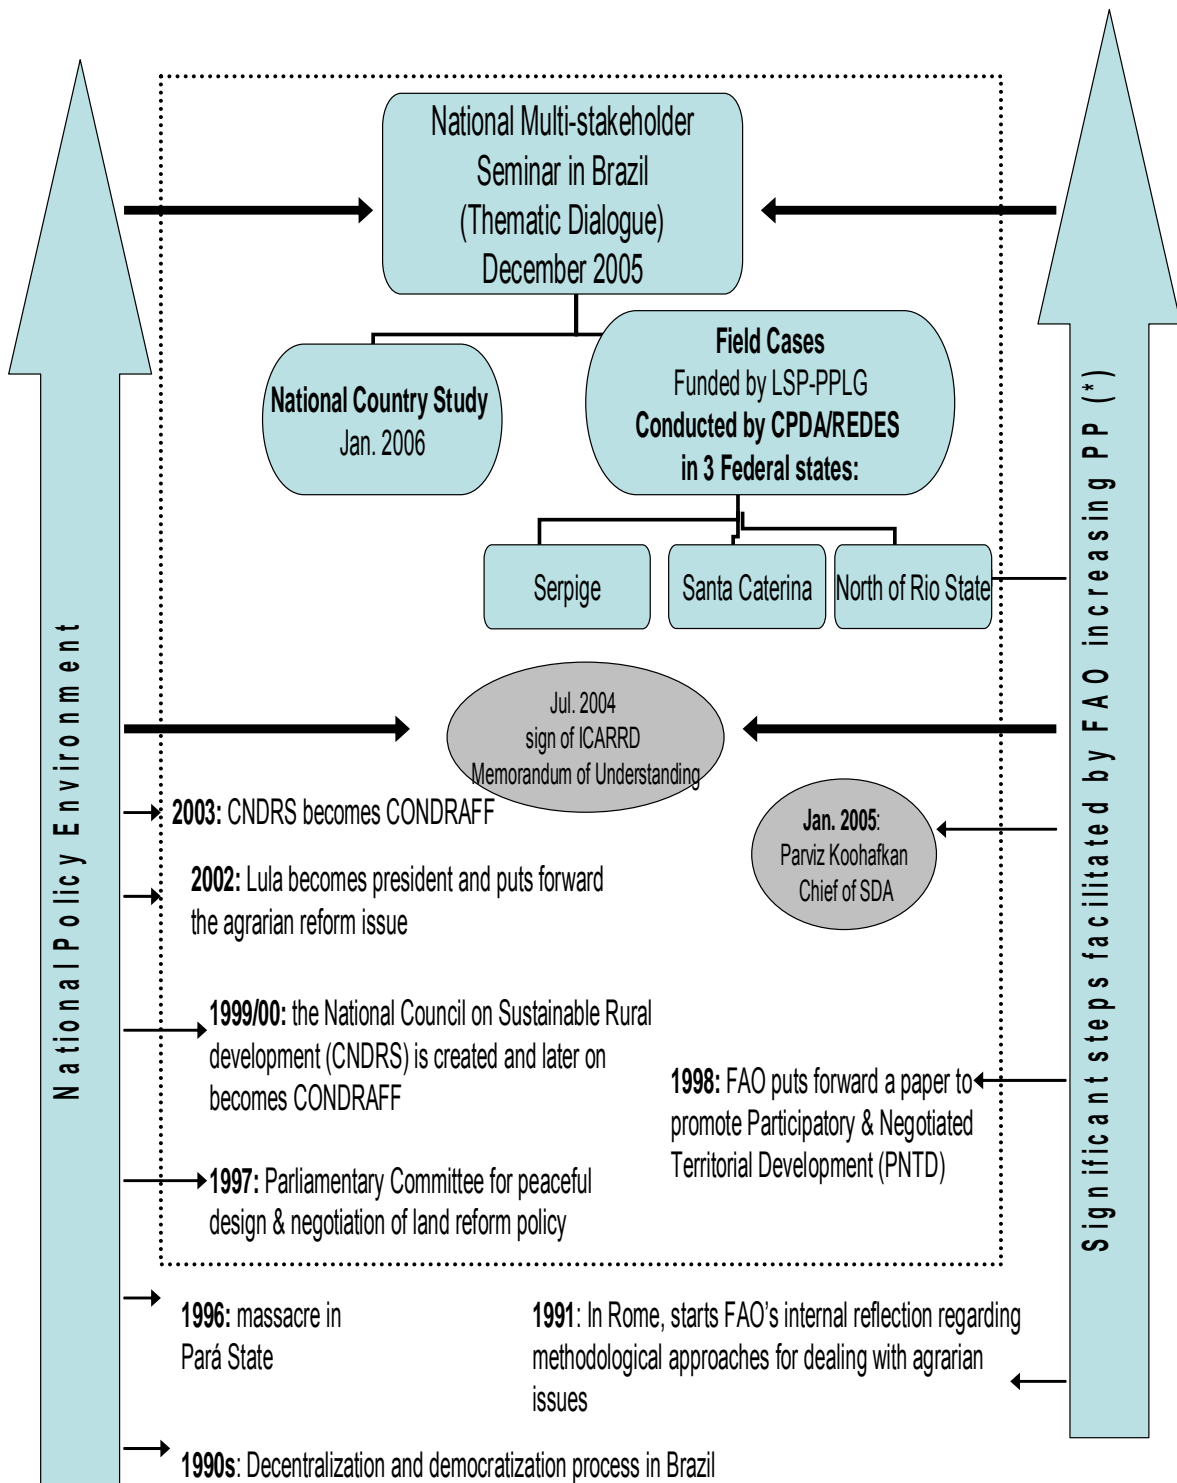 National Multi-stakeholder
Seminar in Brazil
(Thematic Dialogue)
December 2005
National Country Study
Jan. 2006
Field Cases
Funded by LSP-PPLG
Conducted by CPDA/REDES
in 3 Federal states:
Serpige
Santa Caterina
North of Rio State
Jul. 2004
sign of ICARRD
Memorandum of Understanding
Jan. 2005:
Parviz Koohafkan
Chief of SDA
2003: CNDRS becomes CONDRAFF
2002: Lula becomes president and puts forward
the agrarian reform issue
1999/00: the National Council on Sustainable Rural
development (CNDRS) is created and later on
becomes CONDRAFF
1998: FAO puts forward a paper to
promote Participatory & Negotiated
Territorial Development (PNTD)
1997: Parliamentary Committee for peaceful
design & negotiation of land reform policy
1996: massacre in
Pará State
1991: In Rome, starts FAO's internal reflection regarding
methodological approaches for dealing with agrarian
issues
1990s: Decentralization and democratization process in Brazil
National Policy Environment
Significant steps facilitated by FAO increasing PP (*)